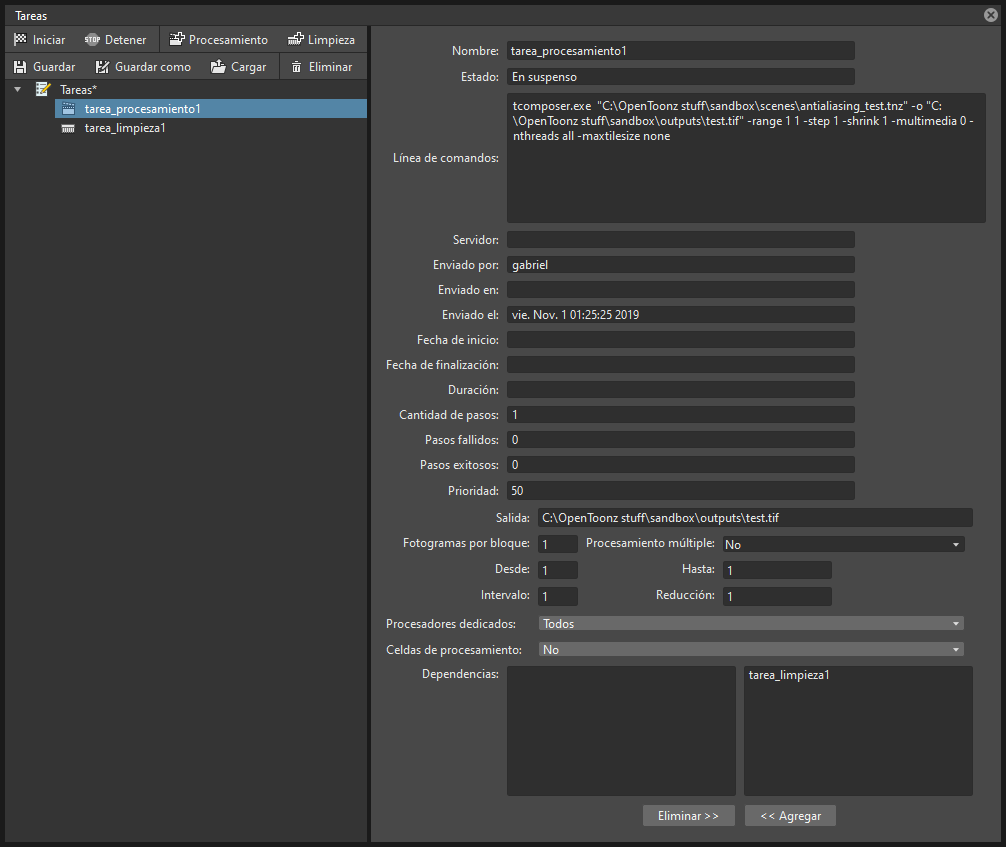 Tareas
Iniciar Detener Procesamiento Limpieza
Guardar Guardar como Cargar Eliminar
Tareas*
tarea_procesamiento1
tarea_limpieza1
Nombre: tarea_procesamiento1
Estado: En suspenso
Línea de comandos: tcomposer.exe "C:\OpenToonz stuff\sandbox\scenes\antialiasing_test.tnz" -o "C:
\OpenToonz stuff\sandbox\outputs\test.tif" -range 1 1 -step 1 -shrink 1 -multimedia 0 -
nthreads all -maxtilesize none
Servidor:
Enviado por: gabriel
Enviado en:
Enviado el: vie. Nov. 1 01:25:25 2019
Fecha de inicio:
Fecha de finalización:
Duración:
Cantidad de pasos: 1
Pasos fallidos: 0
Pasos exitosos: 0
Prioridad: 50
Salida: C:\OpenToonz stuff\sandbox\outputs\test.tif
Fotogramas por bloque: 1 Procesamiento múltiple: No
Desde: 1 Hasta: 1
Intervalo: 1 Reducción: 1
Procesadores dedicados: Todos
Celdas de procesamiento: No
Dependencias: tarea_limpieza1
Eliminar >> << Agregar